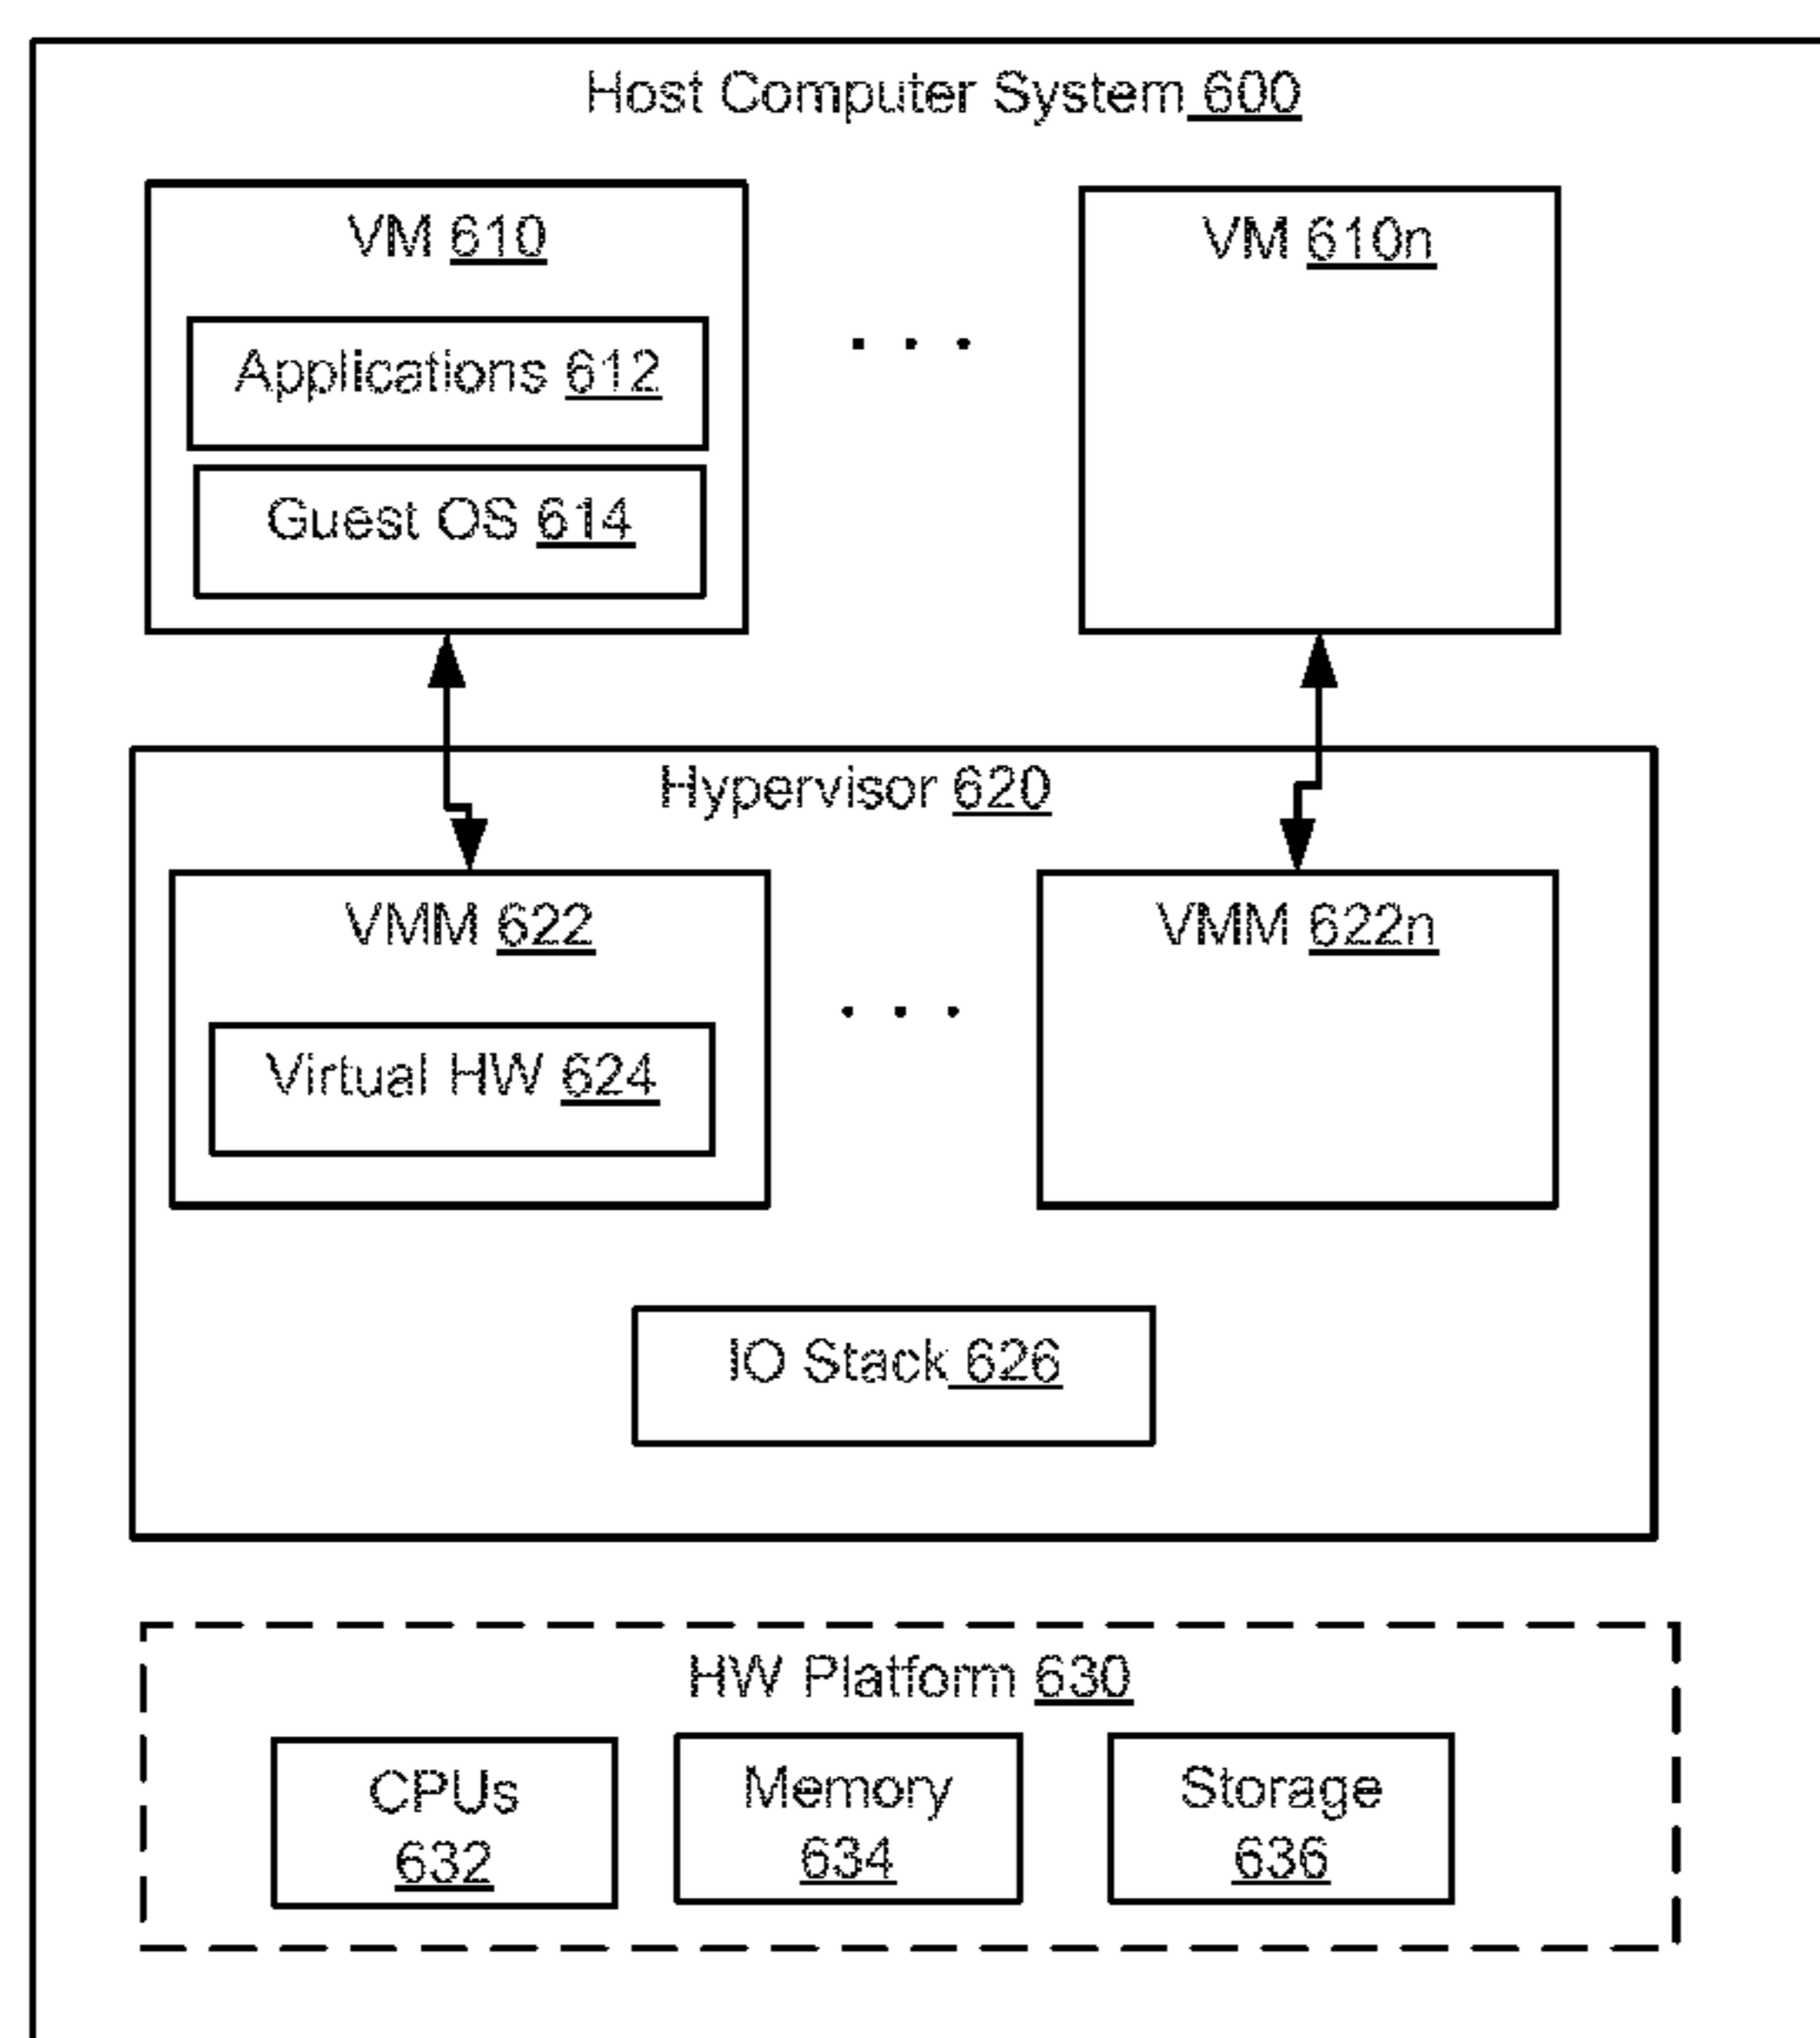 Host Computer System 600
VM 610
VM 610n
Applications 612
. . .
Guest OS 614
Hypervisor 620
VMM 622
VMM 622n
. . .
Virtual HW 624
IO Stack 626
HW Platform 630
CPUs
632
Memory
634
Storage
636